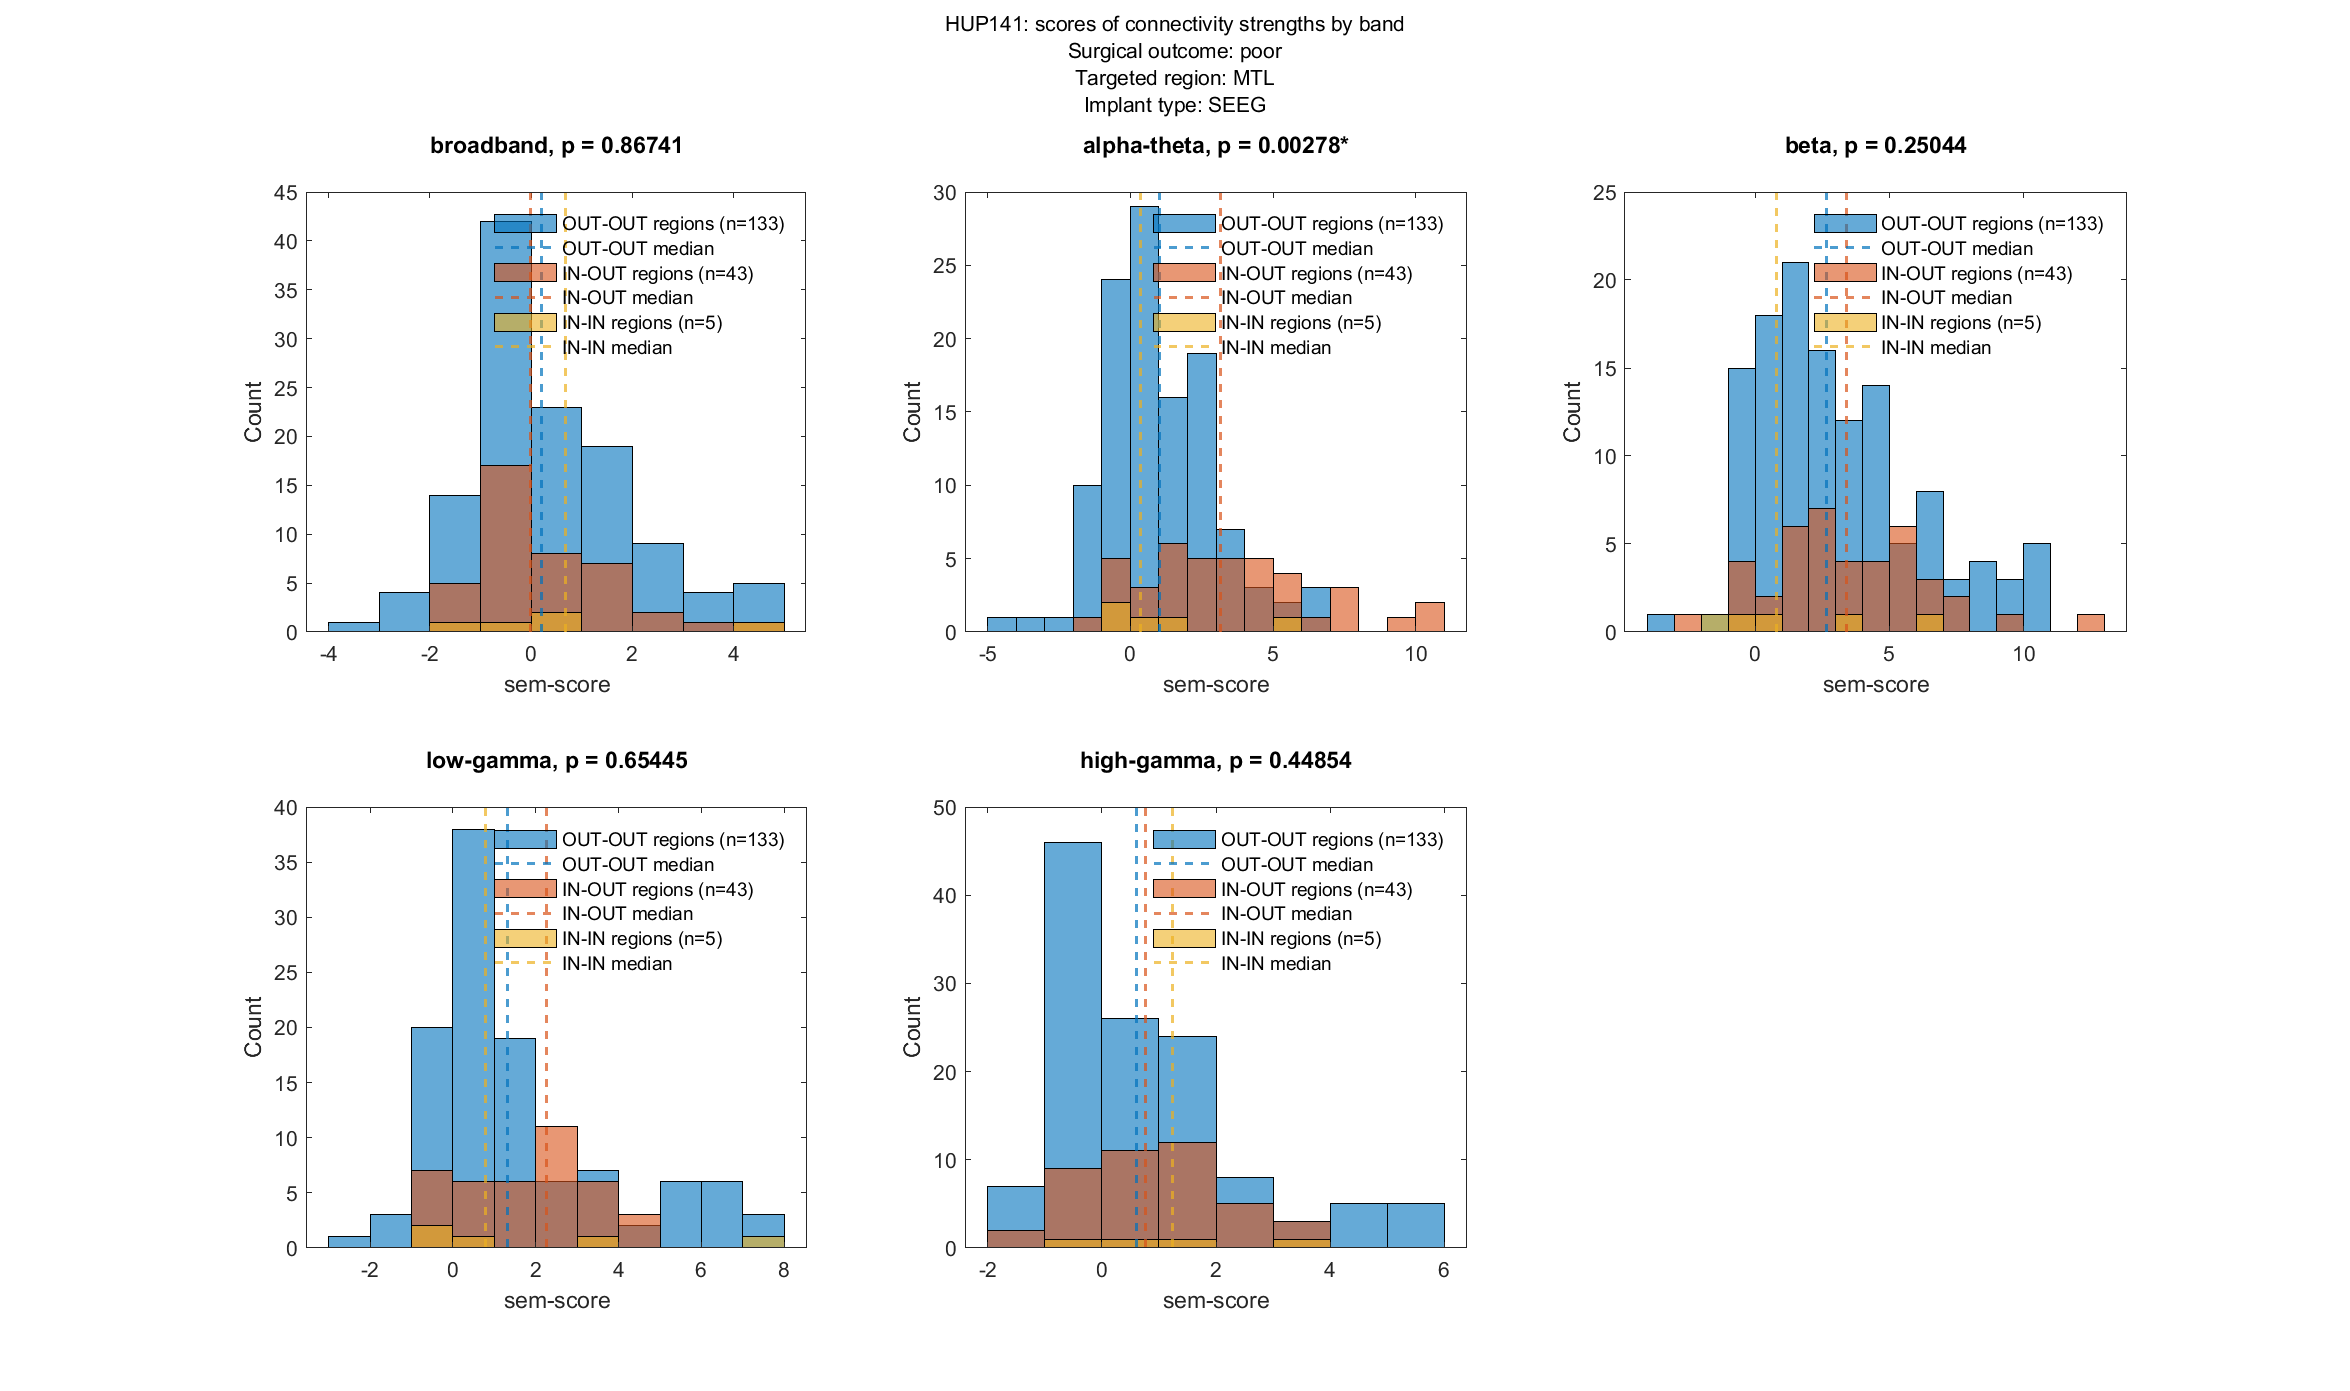 HUP141: scores of connectivity strengths by band
Surgical outcome: poor
Targeted region: MTL
Implant type: SEEG
broadband, p = 0.86741
45
40
35
30
25
20
15
10
5
0
Count
-4 -2 0 2 4
sem-score
OUT-OUT regions (n=133)
OUT-OUT median
IN-OUT regions (n=43)
IN-OUT median
IN-IN regions (n=5)
IN-IN median
alpha-theta, p = 0.00278*
30
25
20
15
10
5
0
Count
-5 0 5 10
sem-score
OUT-OUT regions (n=133)
OUT-OUT median
IN-OUT regions (n=43)
IN-OUT median
IN-IN regions (n=5)
IN-IN median
beta, p = 0.25044
25
20
15
10
5
0
Count
0 5 10
sem-score
OUT-OUT regions (n=133)
OUT-OUT median
IN-OUT regions (n=43)
IN-OUT median
IN-IN regions (n=5)
IN-IN median
low-gamma, p = 0.65445
40
35
30
25
20
15
10
5
0
Count
-2 0 2 4 6 8
sem-score
OUT-OUT regions (n=133)
OUT-OUT median
IN-OUT regions (n=43)
IN-OUT median
IN-IN regions (n=5)
IN-IN median
high-gamma, p = 0.44854
50
40
30
20
10
0
Count
-2 0 2 4 6
sem-score
OUT-OUT regions (n=133)
OUT-OUT median
IN-OUT regions (n=43)
IN-OUT median
IN-IN regions (n=5)
IN-IN median